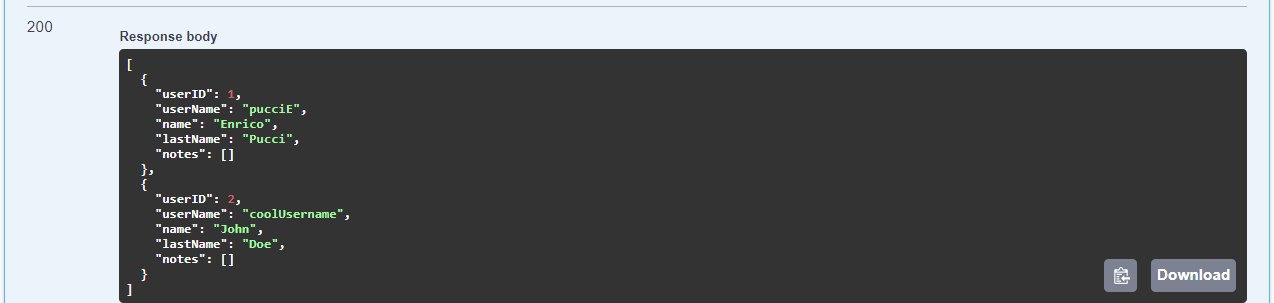 200
Response body
[
  {
    "userID": 1,
    "userName": "pucciE",
    "name": "Enrico",
    "lastName": "Pucci",
    "notes": []
  },
  {
    "userID": 2,
    "userName": "coolUsername",
    "name": "John",
    "lastName": "Doe",
    "notes": []
  }
]
Download